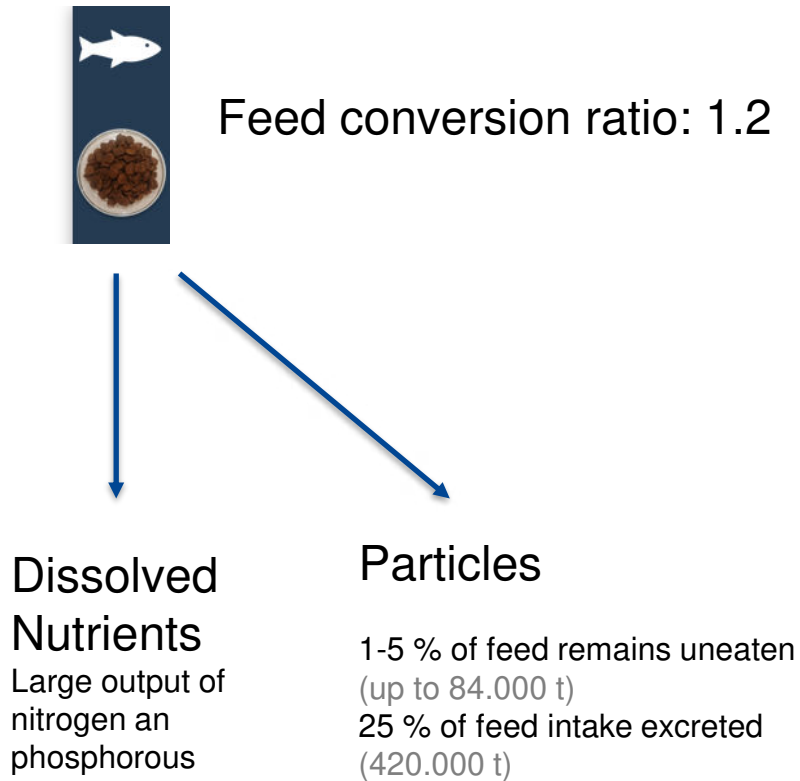 Feed conversion ratio: 1.2
Dissolved
Nutrients
Large output of
nitrogen an
phosphorous
Particles
1-5 % of feed remains uneaten
(up to 84.000 t)
25 % of feed intake excreted
(420.000 t)